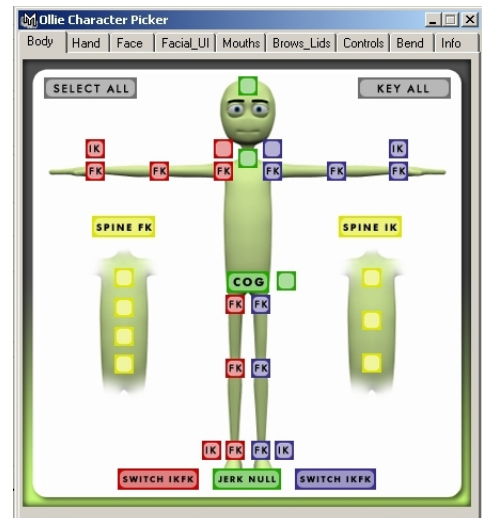 Ollie Character Picker
Body Hand Face Facial_UI Mouths Brows_Lids Controls Bend Info
SELECT ALL KEY ALL
IK IK
FK FK FK FK FK FK
SPINE FK SPINE IK
COG
FK FK
FK FK
IK FK FK IK
SWITCH IKFK JERK NULL SWITCH IKFK